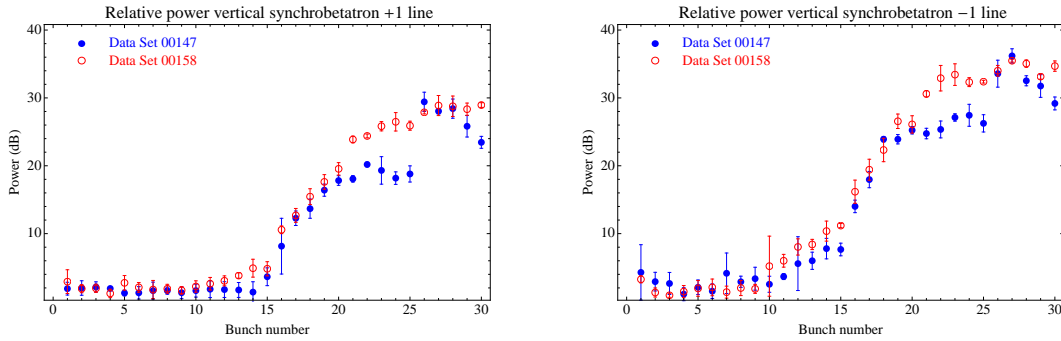 Relative power vertical synchrobetatron +1 line
40
Data Set 00147
Data Set 00158
30
20
10
Power (dB)
0 5 10 15 20 25 30
Bunch number
Relative power vertical synchrobetatron −1 line
40
Data Set 00147
Data Set 00158
30
20
10
Power (dB)
0 5 10 15 20 25 30
Bunch number